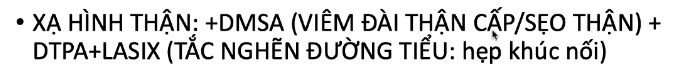 • XẠ HÌNH THẬN: +DMSA (VIÊM ĐÀI THẬN CẤP/SẸO THẬN) +
DTPA+LASIX (TẮC NGHẼN ĐƯỜNG TIỂU: hẹp khúc nối)